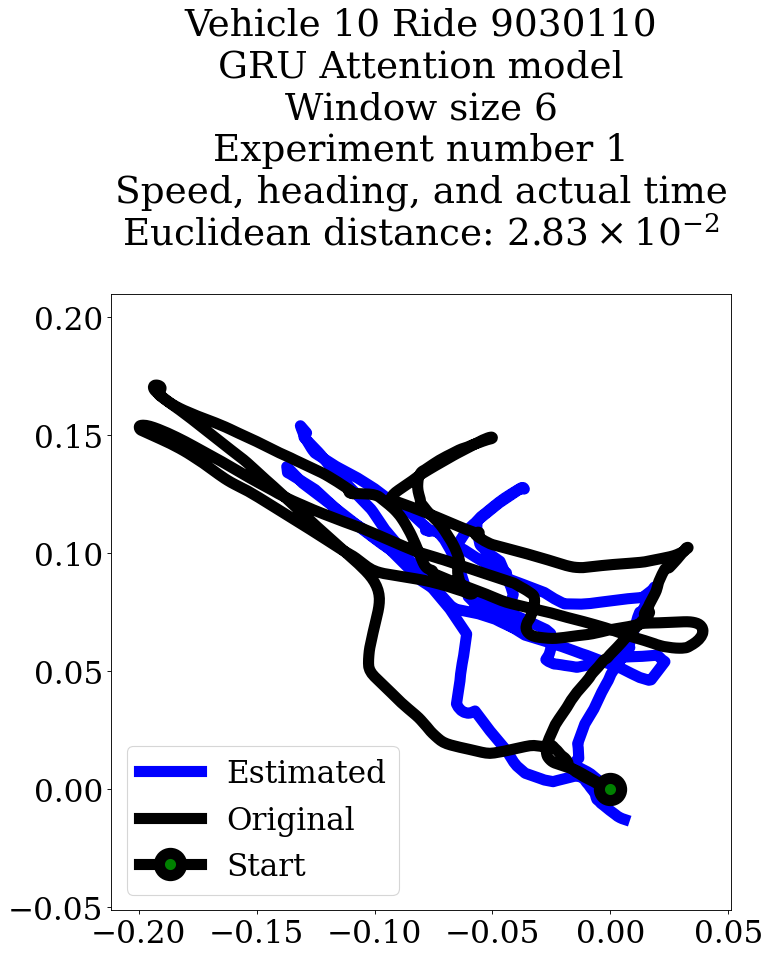 Vehicle 10 Ride 9030110
GRU Attention model
Window size 6
Experiment number 1
Speed, heading, and actual time
Euclidean distance: 2.83 × 10⁻²
0.20
0.15
0.10
0.05
0.00
−0.05
Estimated
Original
Start
−0.20 −0.15 −0.10 −0.05 0.00 0.05